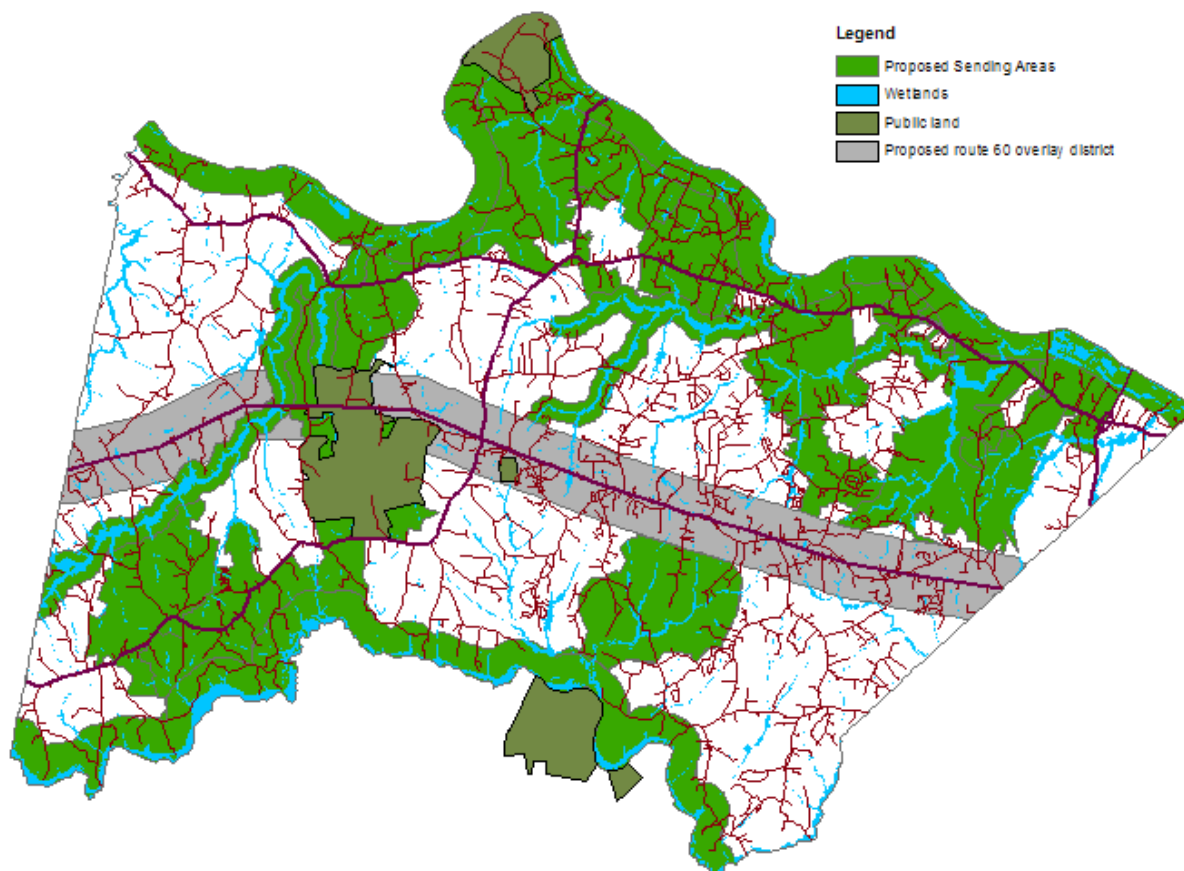 Legend
Proposed Sending Areas
Wetlands
Public land
Proposed route 60 overlay district